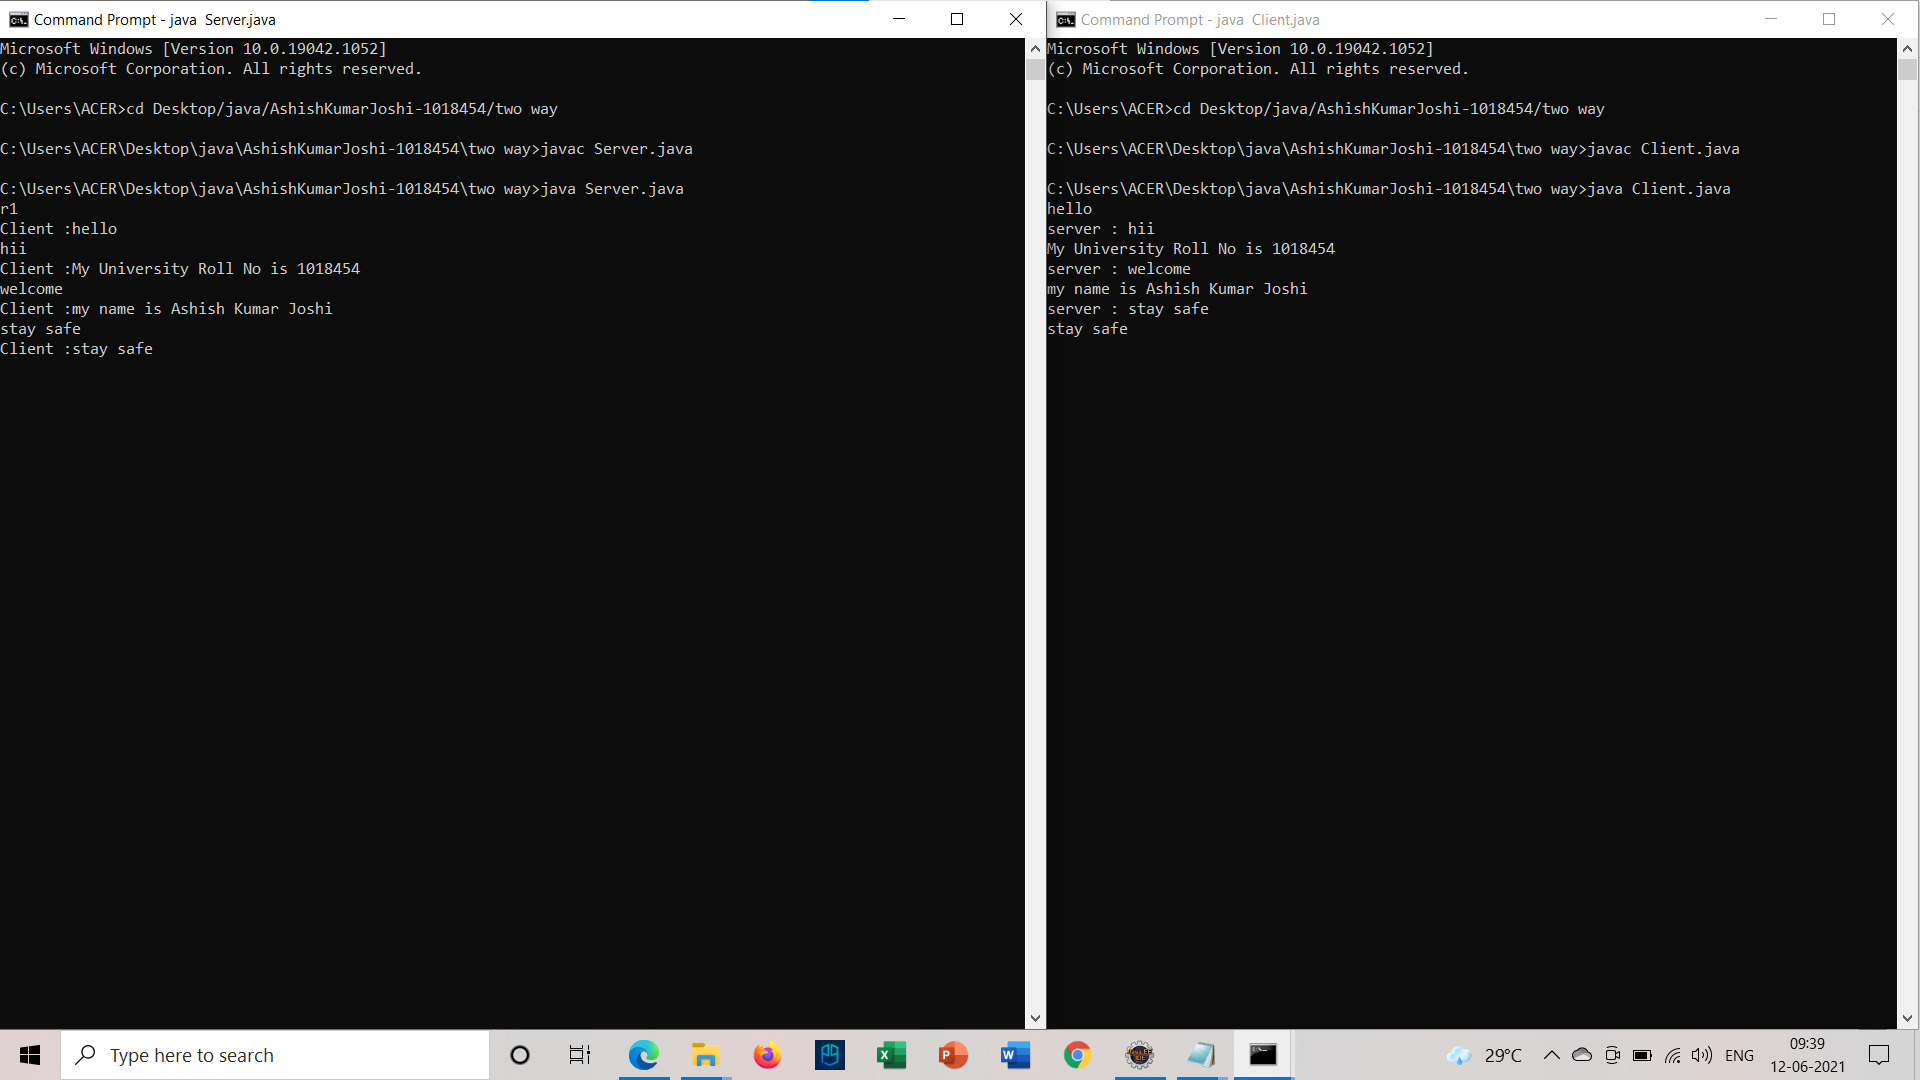 Command Prompt - java  Server.java
Microsoft Windows [Version 10.0.19042.1052]
(c) Microsoft Corporation. All rights reserved.
C:\Users\ACER>cd Desktop/java/AshishKumarJoshi-1018454/two way
C:\Users\ACER\Desktop\java\AshishKumarJoshi-1018454\two way>javac Server.java
C:\Users\ACER\Desktop\java\AshishKumarJoshi-1018454\two way>java Server.java
r1
Client :hello
hii
Client :My University Roll No is 1018454
welcome
Client :my name is Ashish Kumar Joshi
stay safe
Client :stay safe
Command Prompt - java  Client.java
Microsoft Windows [Version 10.0.19042.1052]
(c) Microsoft Corporation. All rights reserved.
C:\Users\ACER>cd Desktop/java/AshishKumarJoshi-1018454/two way
C:\Users\ACER\Desktop\java\AshishKumarJoshi-1018454\two way>javac Client.java
C:\Users\ACER\Desktop\java\AshishKumarJoshi-1018454\two way>java Client.java
hello
server : hii
My University Roll No is 1018454
server : welcome
my name is Ashish Kumar Joshi
server : stay safe
stay safe
Type here to search
29°C
ENG
09:39
12-06-2021